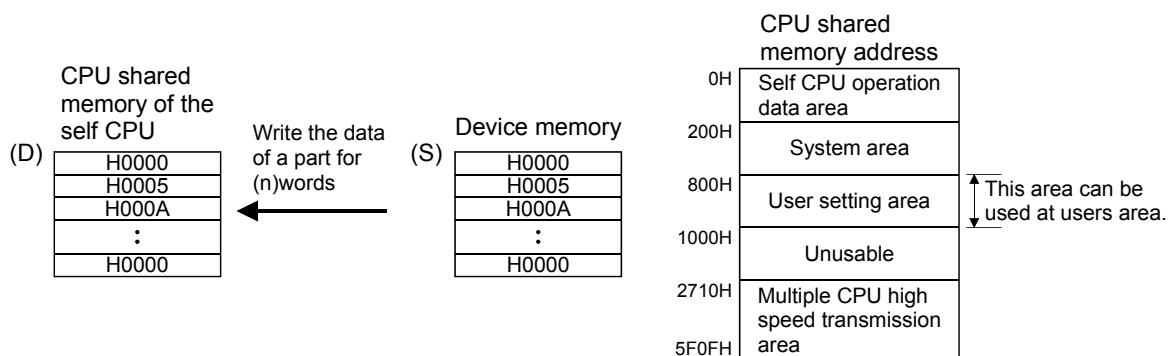 CPU shared
memory of the
self CPU
(D)
H0000
H0005
H000A
:
H0000
Write the data
of a part for
(n)words
Device memory
(S)
H0000
H0005
H000A
:
H0000
CPU shared
memory address
0H
Self CPU operation
data area
200H
System area
800H
User setting area
This area can be
used at users area.
1000H
Unusable
2710H
Multiple CPU high
speed transmission
area
5F0FH